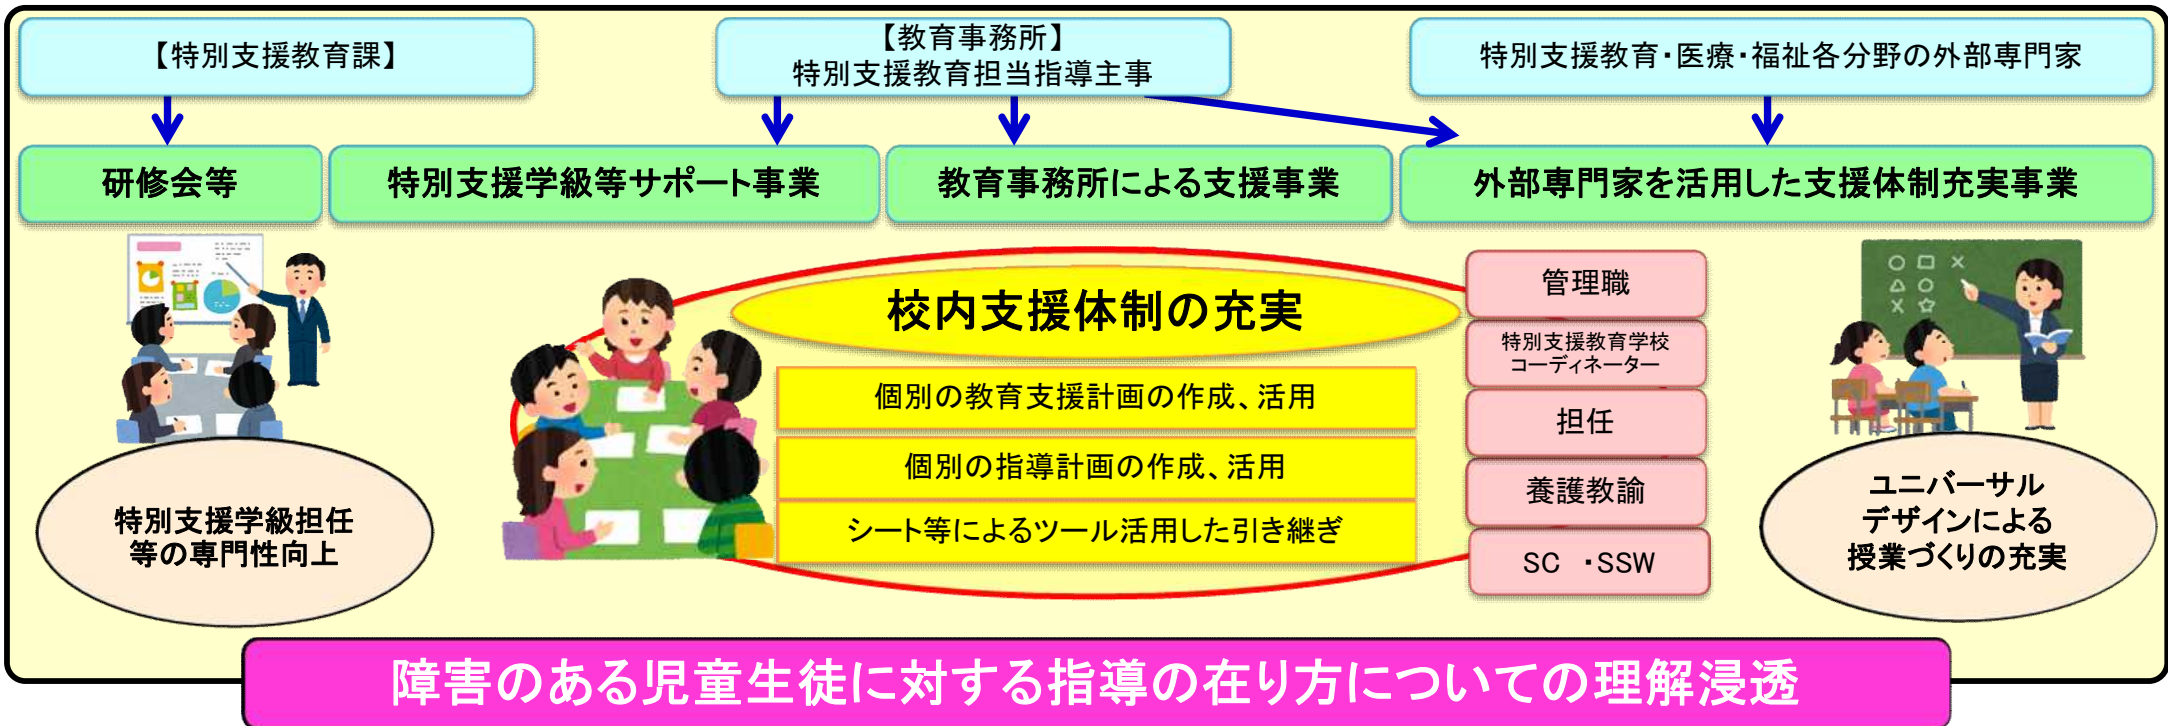 【特別支援教育課】
【教育事務所】
特別支援教育担当指導主事
特別支援教育・医療・福祉各分野の外部専門家
研修会等
特別支援学級等サポート事業
教育事務所による支援事業
外部専門家を活用した支援体制充実事業
校内支援体制の充実
個別の教育支援計画の作成、活用
個別の指導計画の作成、活用
シート等によるツール活用した引き継ぎ
管理職
特別支援教育学校
コーディネーター
担任
養護教諭
SC ・SSW
特別支援学級担任
等の専門性向上
ユニバーサル
デザインによる
授業づくりの充実
障害のある児童生徒に対する指導の在り方についての理解浸透